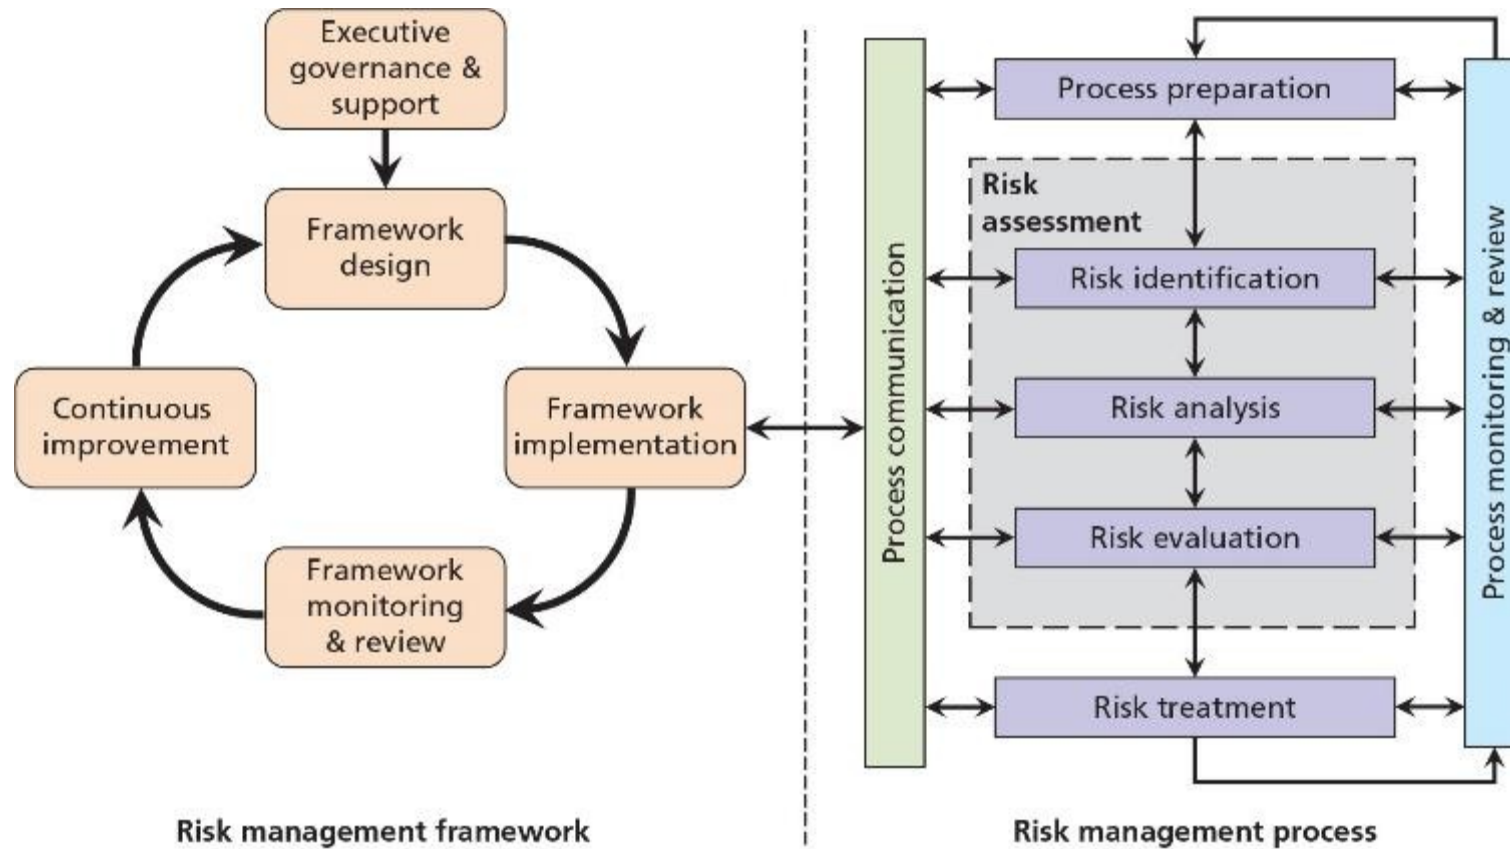 Executive
governance &
support
Framework
design
Continuous
improvement
Framework
implementation
Framework
monitoring
& review
Risk management framework
Process communication
Process preparation
Risk
assessment
Risk identification
Risk analysis
Risk evaluation
Risk treatment
Process monitoring & review
Risk management process